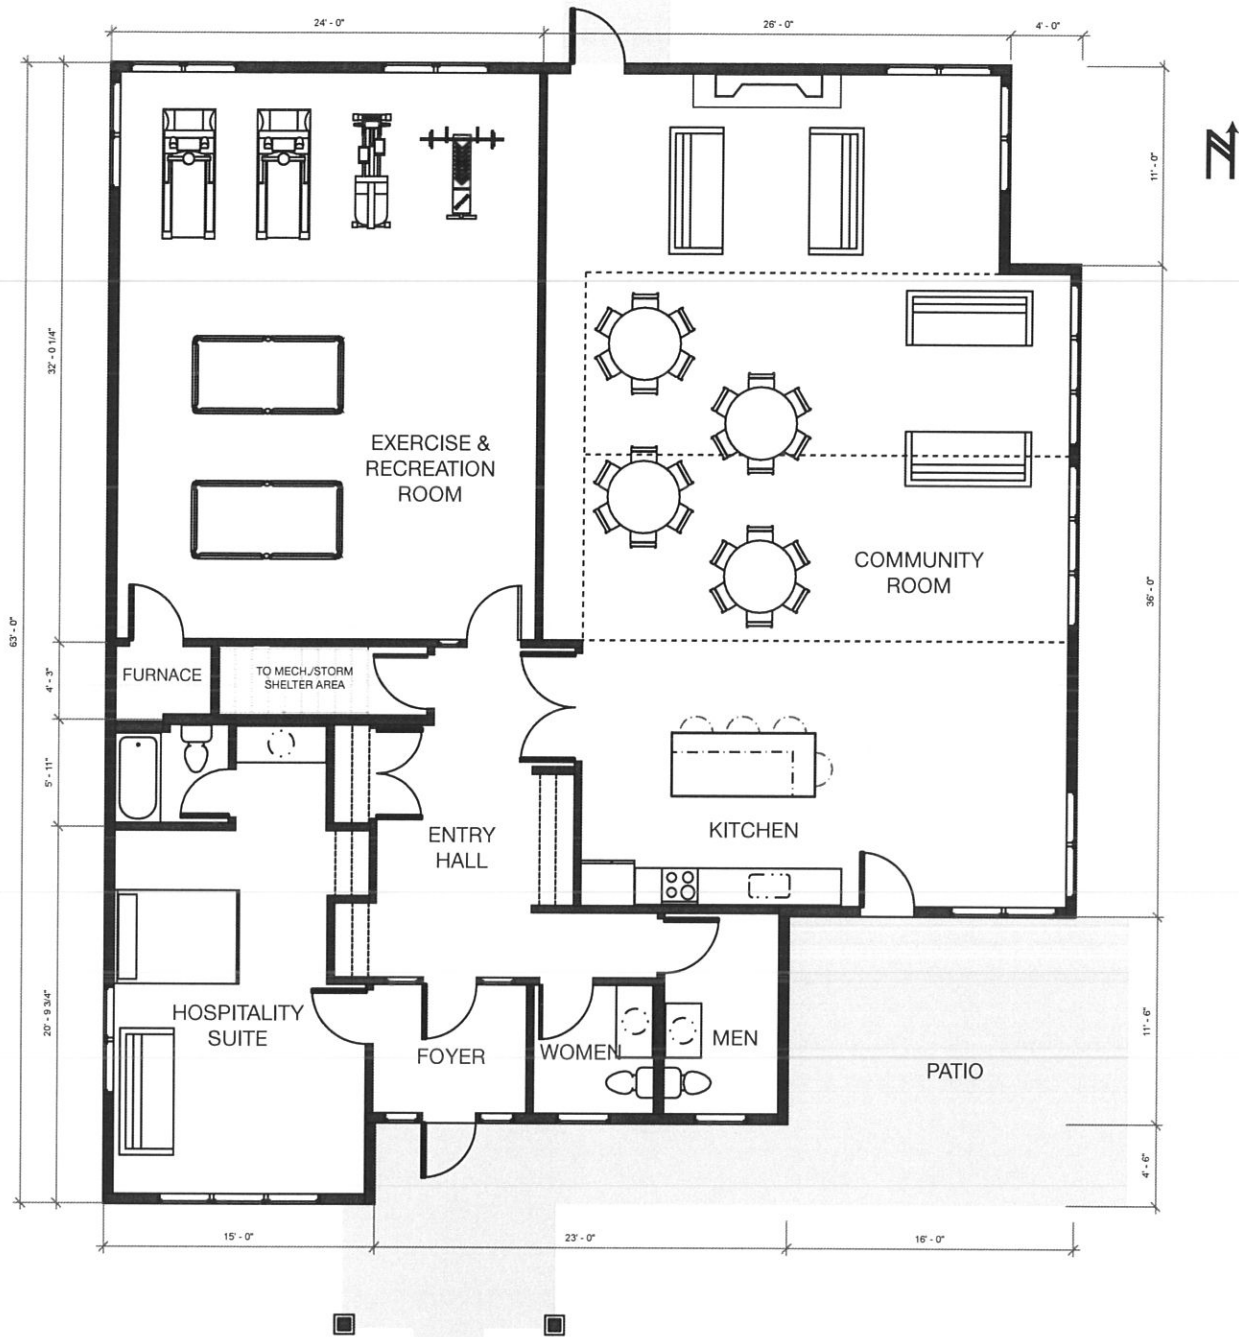 24' - 0"
26' - 0"
4' - 0"
11' - 0"
N
32' - 0 1/4"
EXERCISE &
RECREATION
ROOM
COMMUNITY
ROOM
36' - 0"
63' - 0"
FURNACE
TO MECH./STORM
SHELTER AREA
4' - 3"
5' - 11"
ENTRY
HALL
KITCHEN
20' - 9 3/4"
HOSPITALITY
SUITE
FOYER
WOMEN
MEN
PATIO
11' - 6"
4' - 6"
15' - 0"
23' - 0"
16' - 0"